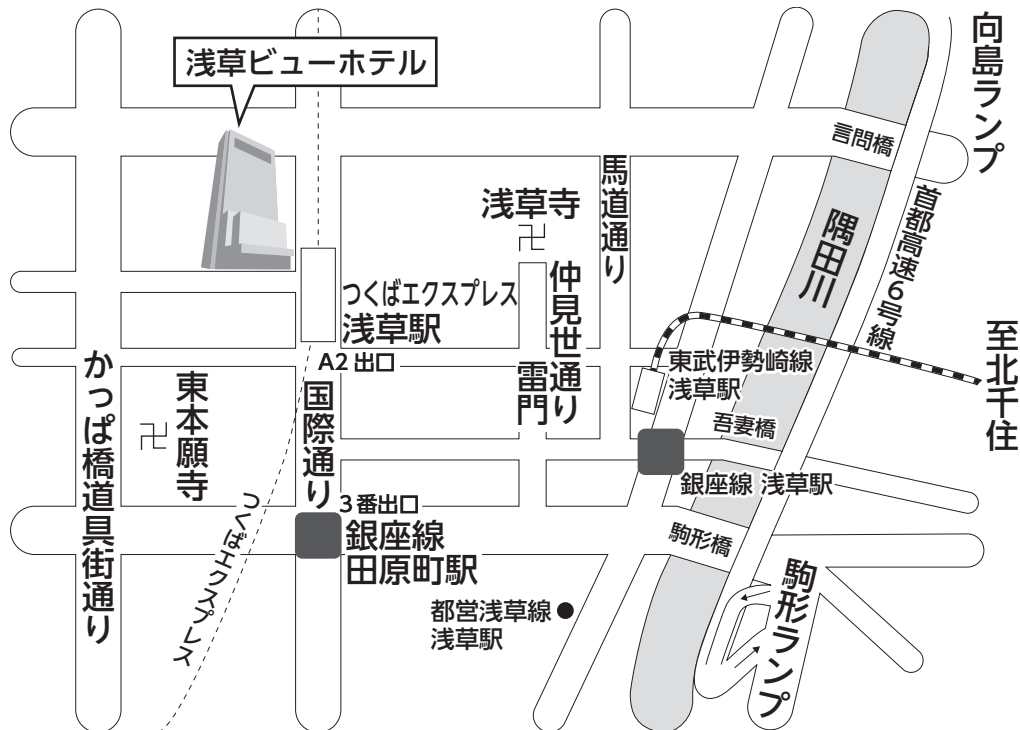 向島ランプ
浅草ビューホテル
言問橋
馬道通り
浅草寺
首都高速6号線
隅田川
つくばエクスプレス
浅草駅
仲見世通り
至北千住
A2出口
東武伊勢崎線
浅草駅
かっぱ橋道具街通り
東本願寺
国際通り
雷門
吾妻橋
銀座線 浅草駅
3番出口
銀座線
田原町駅
つくばエクスプレス
駒形橋
駒形ランプ
都営浅草線
浅草駅